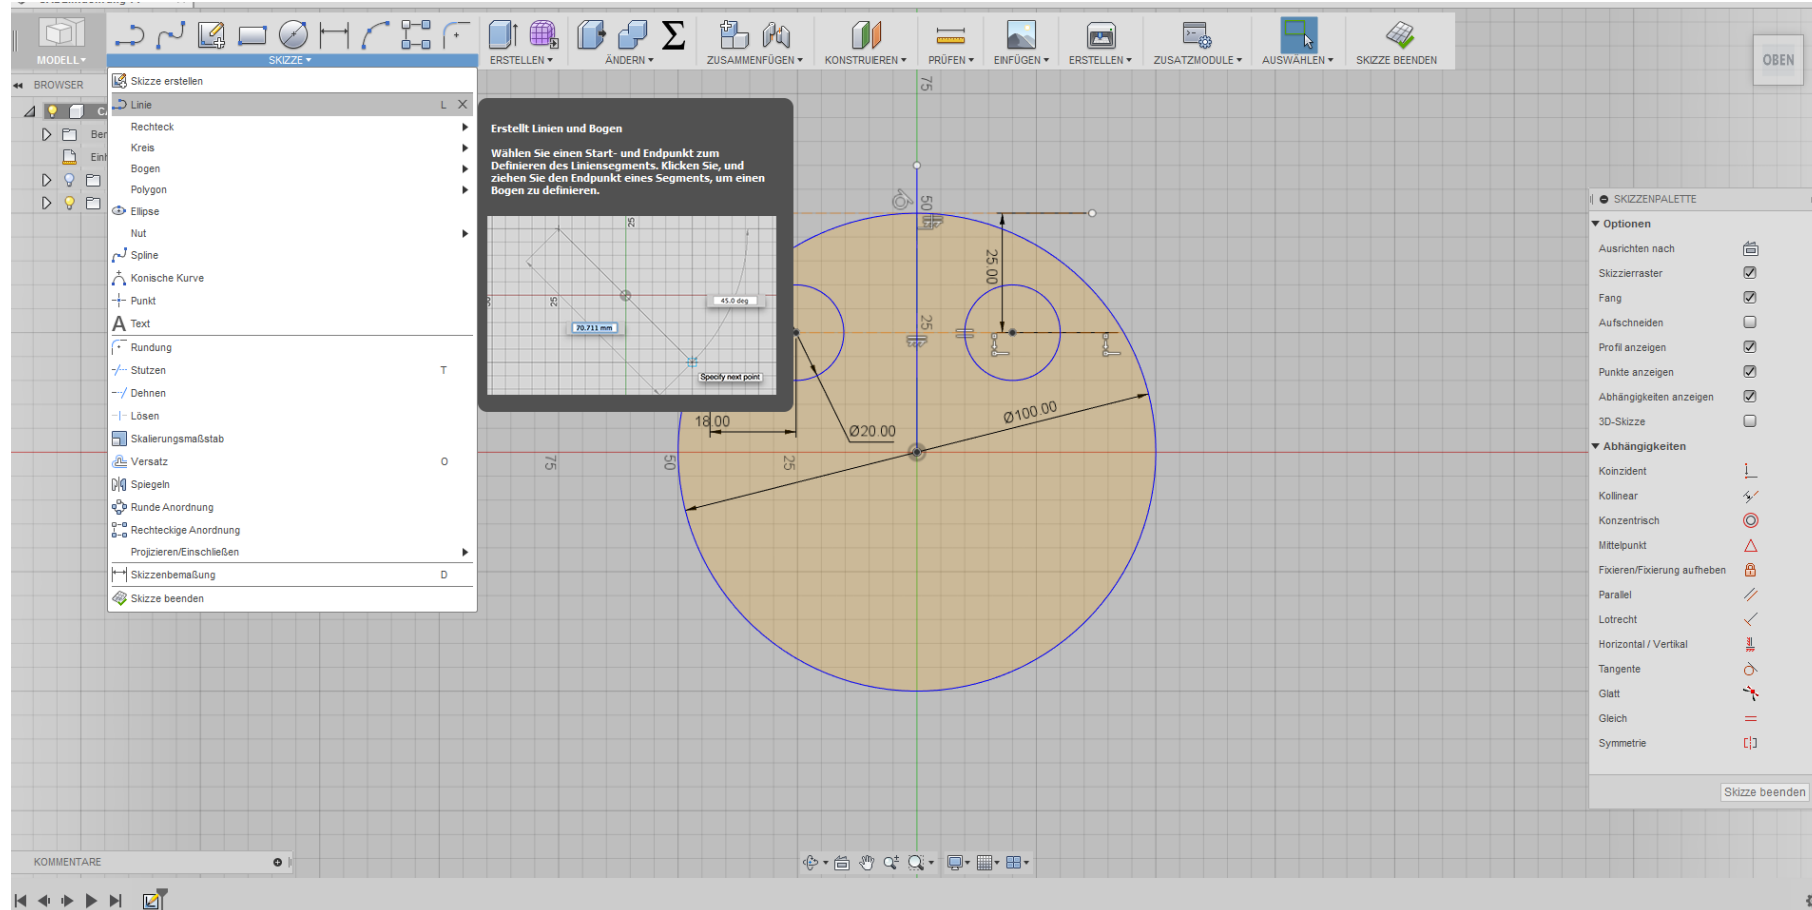 MODELL
SKIZZE
ERSTELLEN
ÄNDERN
ZUSAMMENFÜGEN
KONSTRUIEREN
PRÜFEN
EINFÜGEN
ERSTELLEN
ZUSATZMODULE
AUSWÄHLEN
SKIZZE BEENDEN
OBEN
BROWSER
Skizze erstellen
Linie L
Rechteck
Kreis
Bogen
Polygon
Ellipse
Nut
Spline
Konische Kurve
Punkt
Text
Rundung
Stutzen T
Dehnen
Lösen
Skalierungsmaßstab
Versatz O
Spiegeln
Runde Anordnung
Rechteckige Anordnung
Projizieren/Einschließen
Skizzenbemaßung D
Skizze beenden
Erstellt Linien und Bogen
Wählen Sie einen Start- und Endpunkt zum
Definieren des Liniensegments. Klicken Sie, und
ziehen Sie den Endpunkt eines Segments, um einen
Bogen zu definieren.
25
25
45.0 deg
70.711 mm
Specify next point
75
50
25
25.00
18.00
Ø20.00
Ø100.00
75
50
25
SKIZZENPALETTE
Optionen
Ausrichten nach
Skizzierraster
Fang
Aufschneiden
Profil anzeigen
Punkte anzeigen
Abhängigkeiten anzeigen
3D-Skizze
Abhängigkeiten
Koinzident
Kollinear
Konzentrisch
Mittelpunkt
Fixieren/Fixierung aufheben
Parallel
Lotrecht
Horizontal / Vertikal
Tangente
Glatt
Gleich
Symmetrie
Skizze beenden
KOMMENTARE